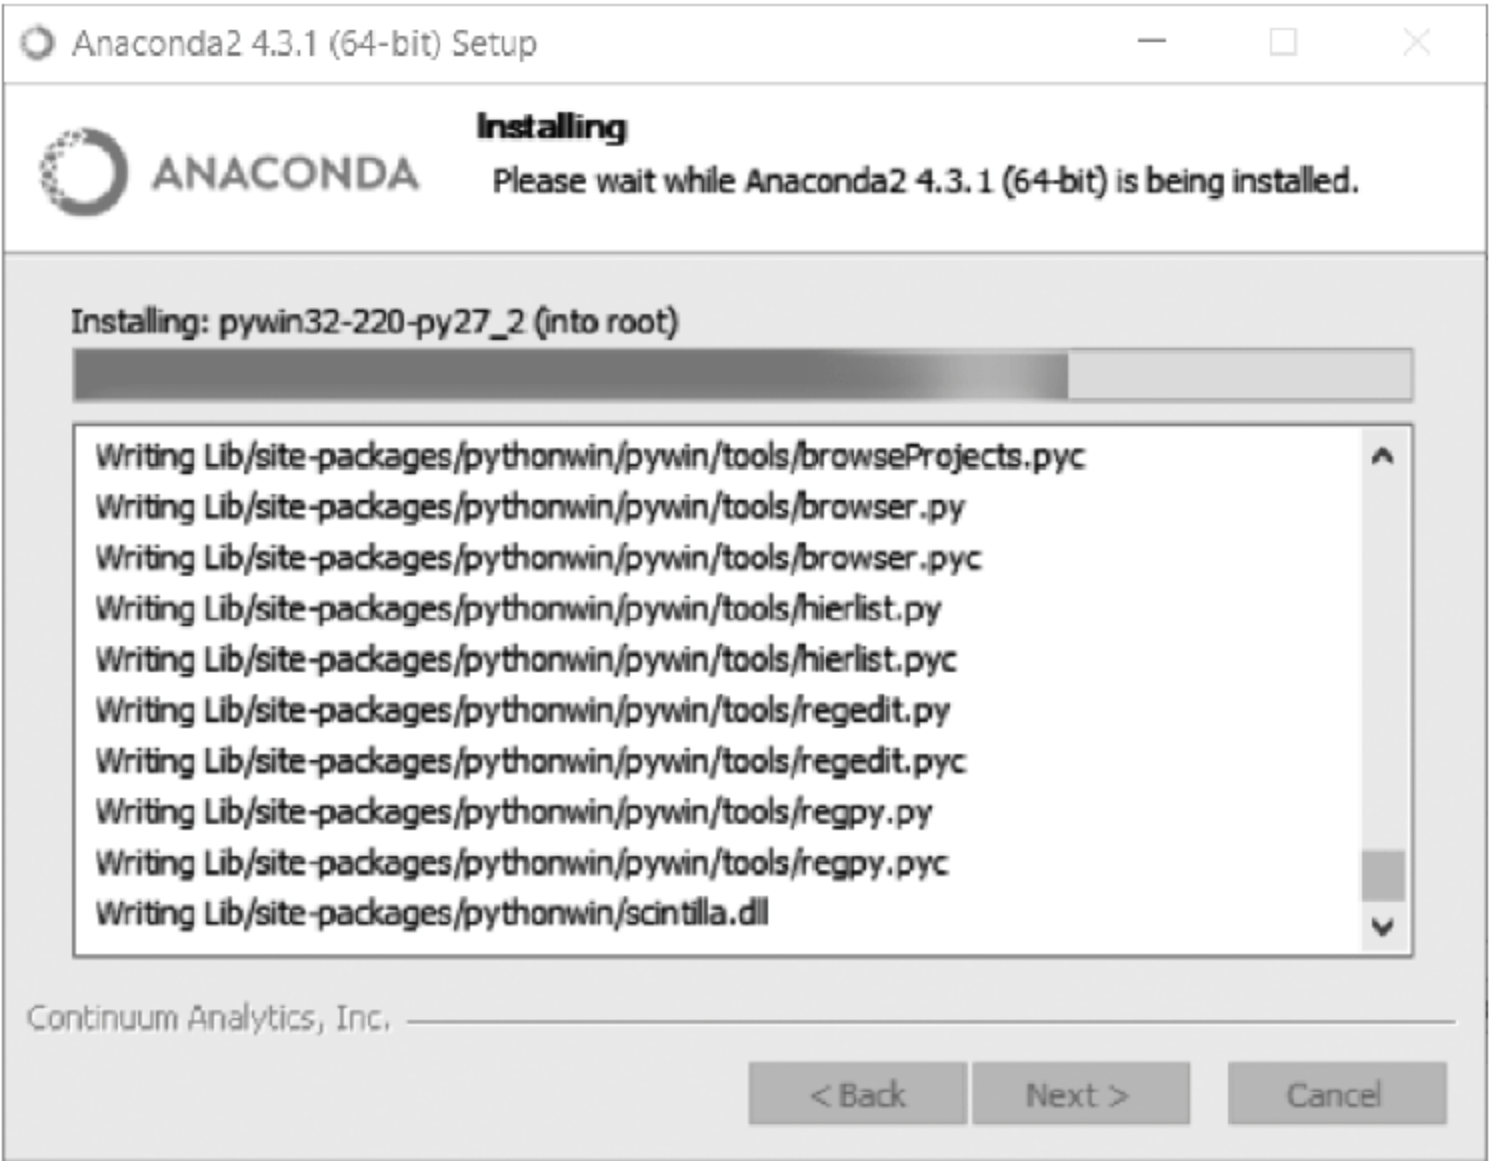 Anaconda2 4.3.1 (64-bit) Setup
ANACONDA
Installing
Please wait while Anaconda2 4.3.1 (64-bit) is being installed.
Installing: pywin32-220-py27_2 (into root)
Writing Lib/site-packages/pythonwin/pywin/tools/browseProjects.pyc
Writing Lib/site-packages/pythonwin/pywin/tools/browser.py
Writing Lib/site-packages/pythonwin/pywin/tools/browser.pyc
Writing Lib/site-packages/pythonwin/pywin/tools/hierlist.py
Writing Lib/site-packages/pythonwin/pywin/tools/hierlist.pyc
Writing Lib/site-packages/pythonwin/pywin/tools/regedit.py
Writing Lib/site-packages/pythonwin/pywin/tools/regedit.pyc
Writing Lib/site-packages/pythonwin/pywin/tools/regpy.py
Writing Lib/site-packages/pythonwin/pywin/tools/regpy.pyc
Writing Lib/site-packages/pythonwin/scintilla.dll
Continuum Analytics, Inc.
< Back Next > Cancel